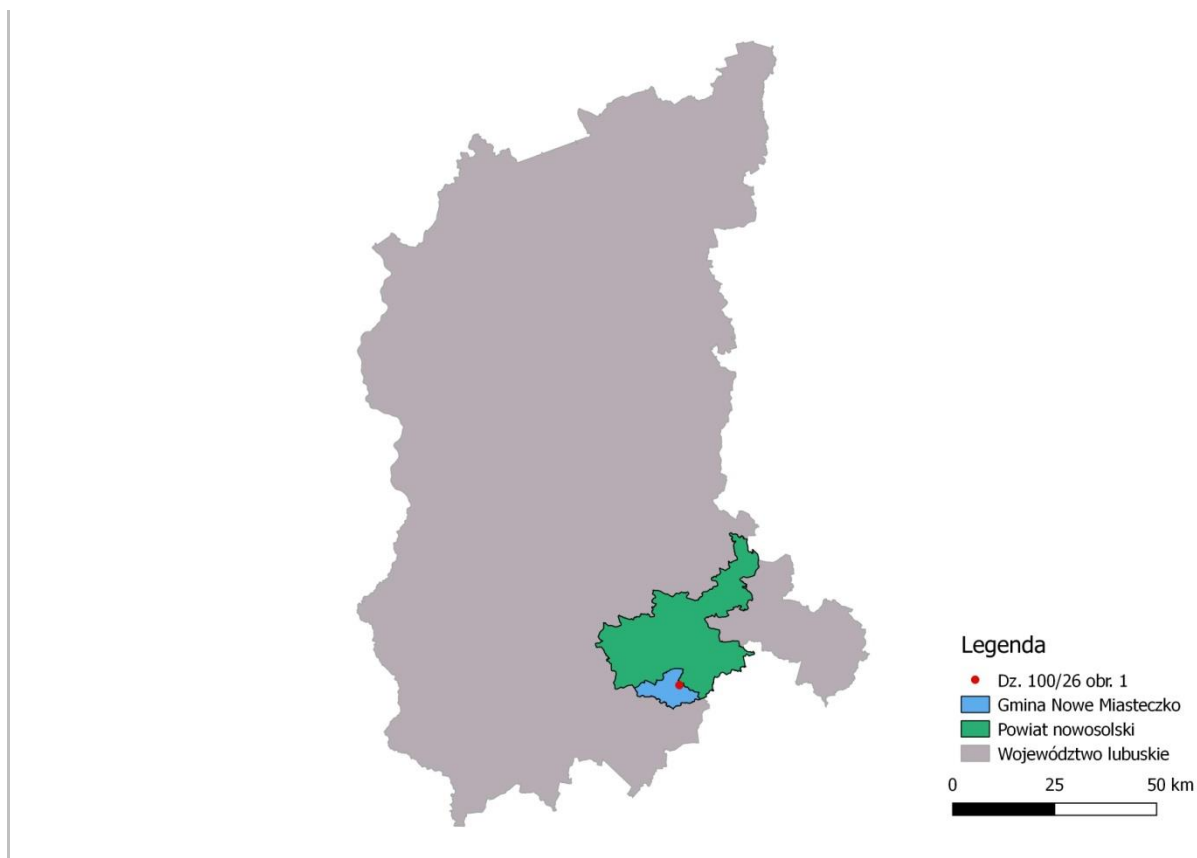 Legenda
Dz. 100/26 obr. 1
Gmina Nowe Miasteczko
Powiat nowosolski
Województwo lubuskie
0 25 50 km